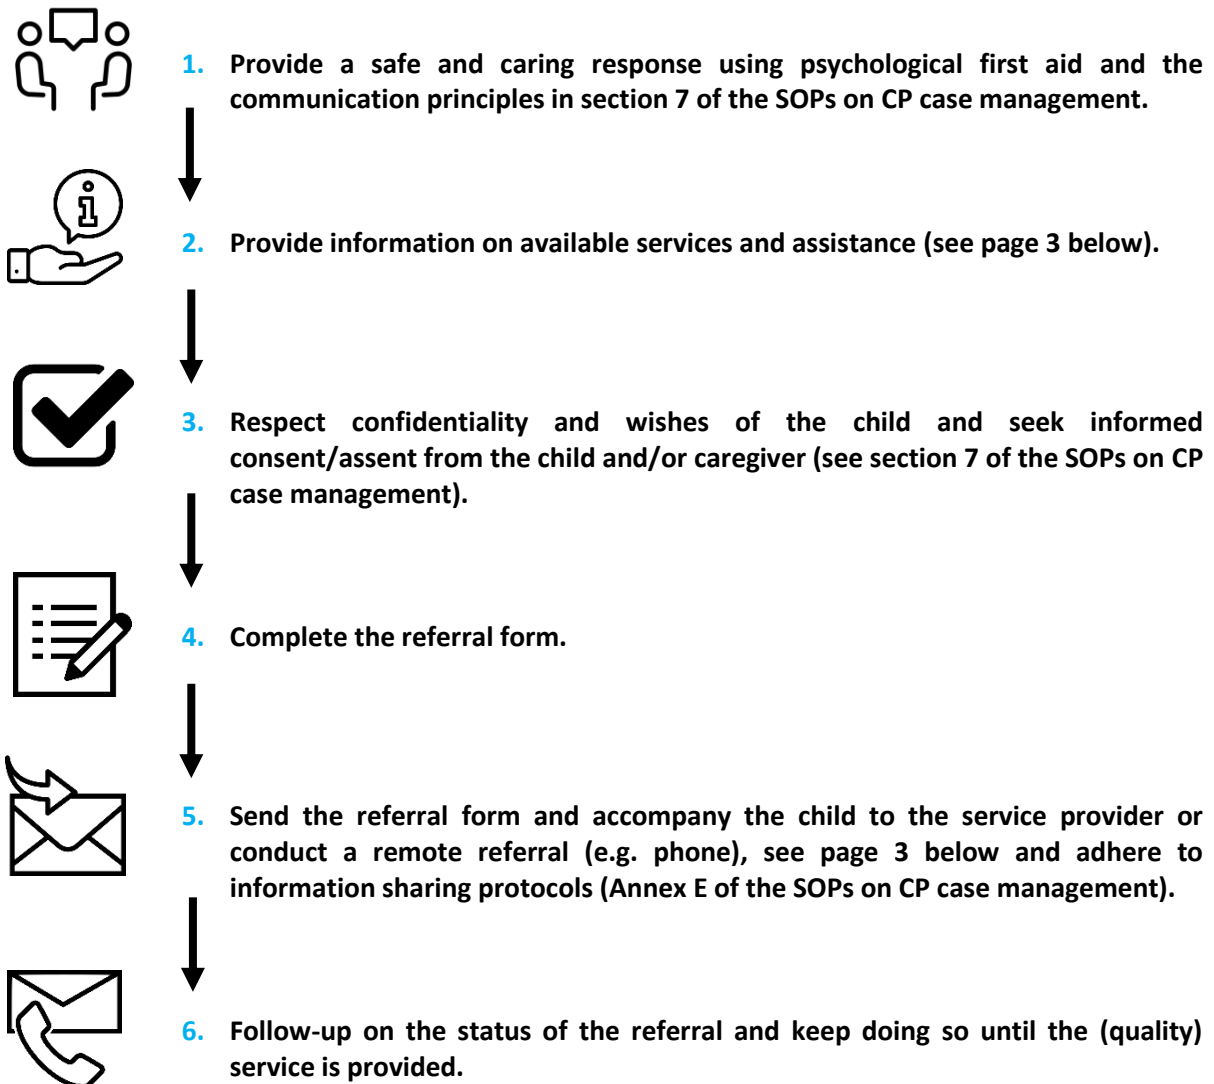 1. Provide a safe and caring response using psychological first aid and the
communication principles in section 7 of the SOPs on CP case management.
2. Provide information on available services and assistance (see page 3 below).
3. Respect confidentiality and wishes of the child and seek informed
consent/assent from the child and/or caregiver (see section 7 of the SOPs on CP
case management).
4. Complete the referral form.
5. Send the referral form and accompany the child to the service provider or
conduct a remote referral (e.g. phone), see page 3 below and adhere to
information sharing protocols (Annex E of the SOPs on CP case management).
6. Follow-up on the status of the referral and keep doing so until the (quality)
service is provided.